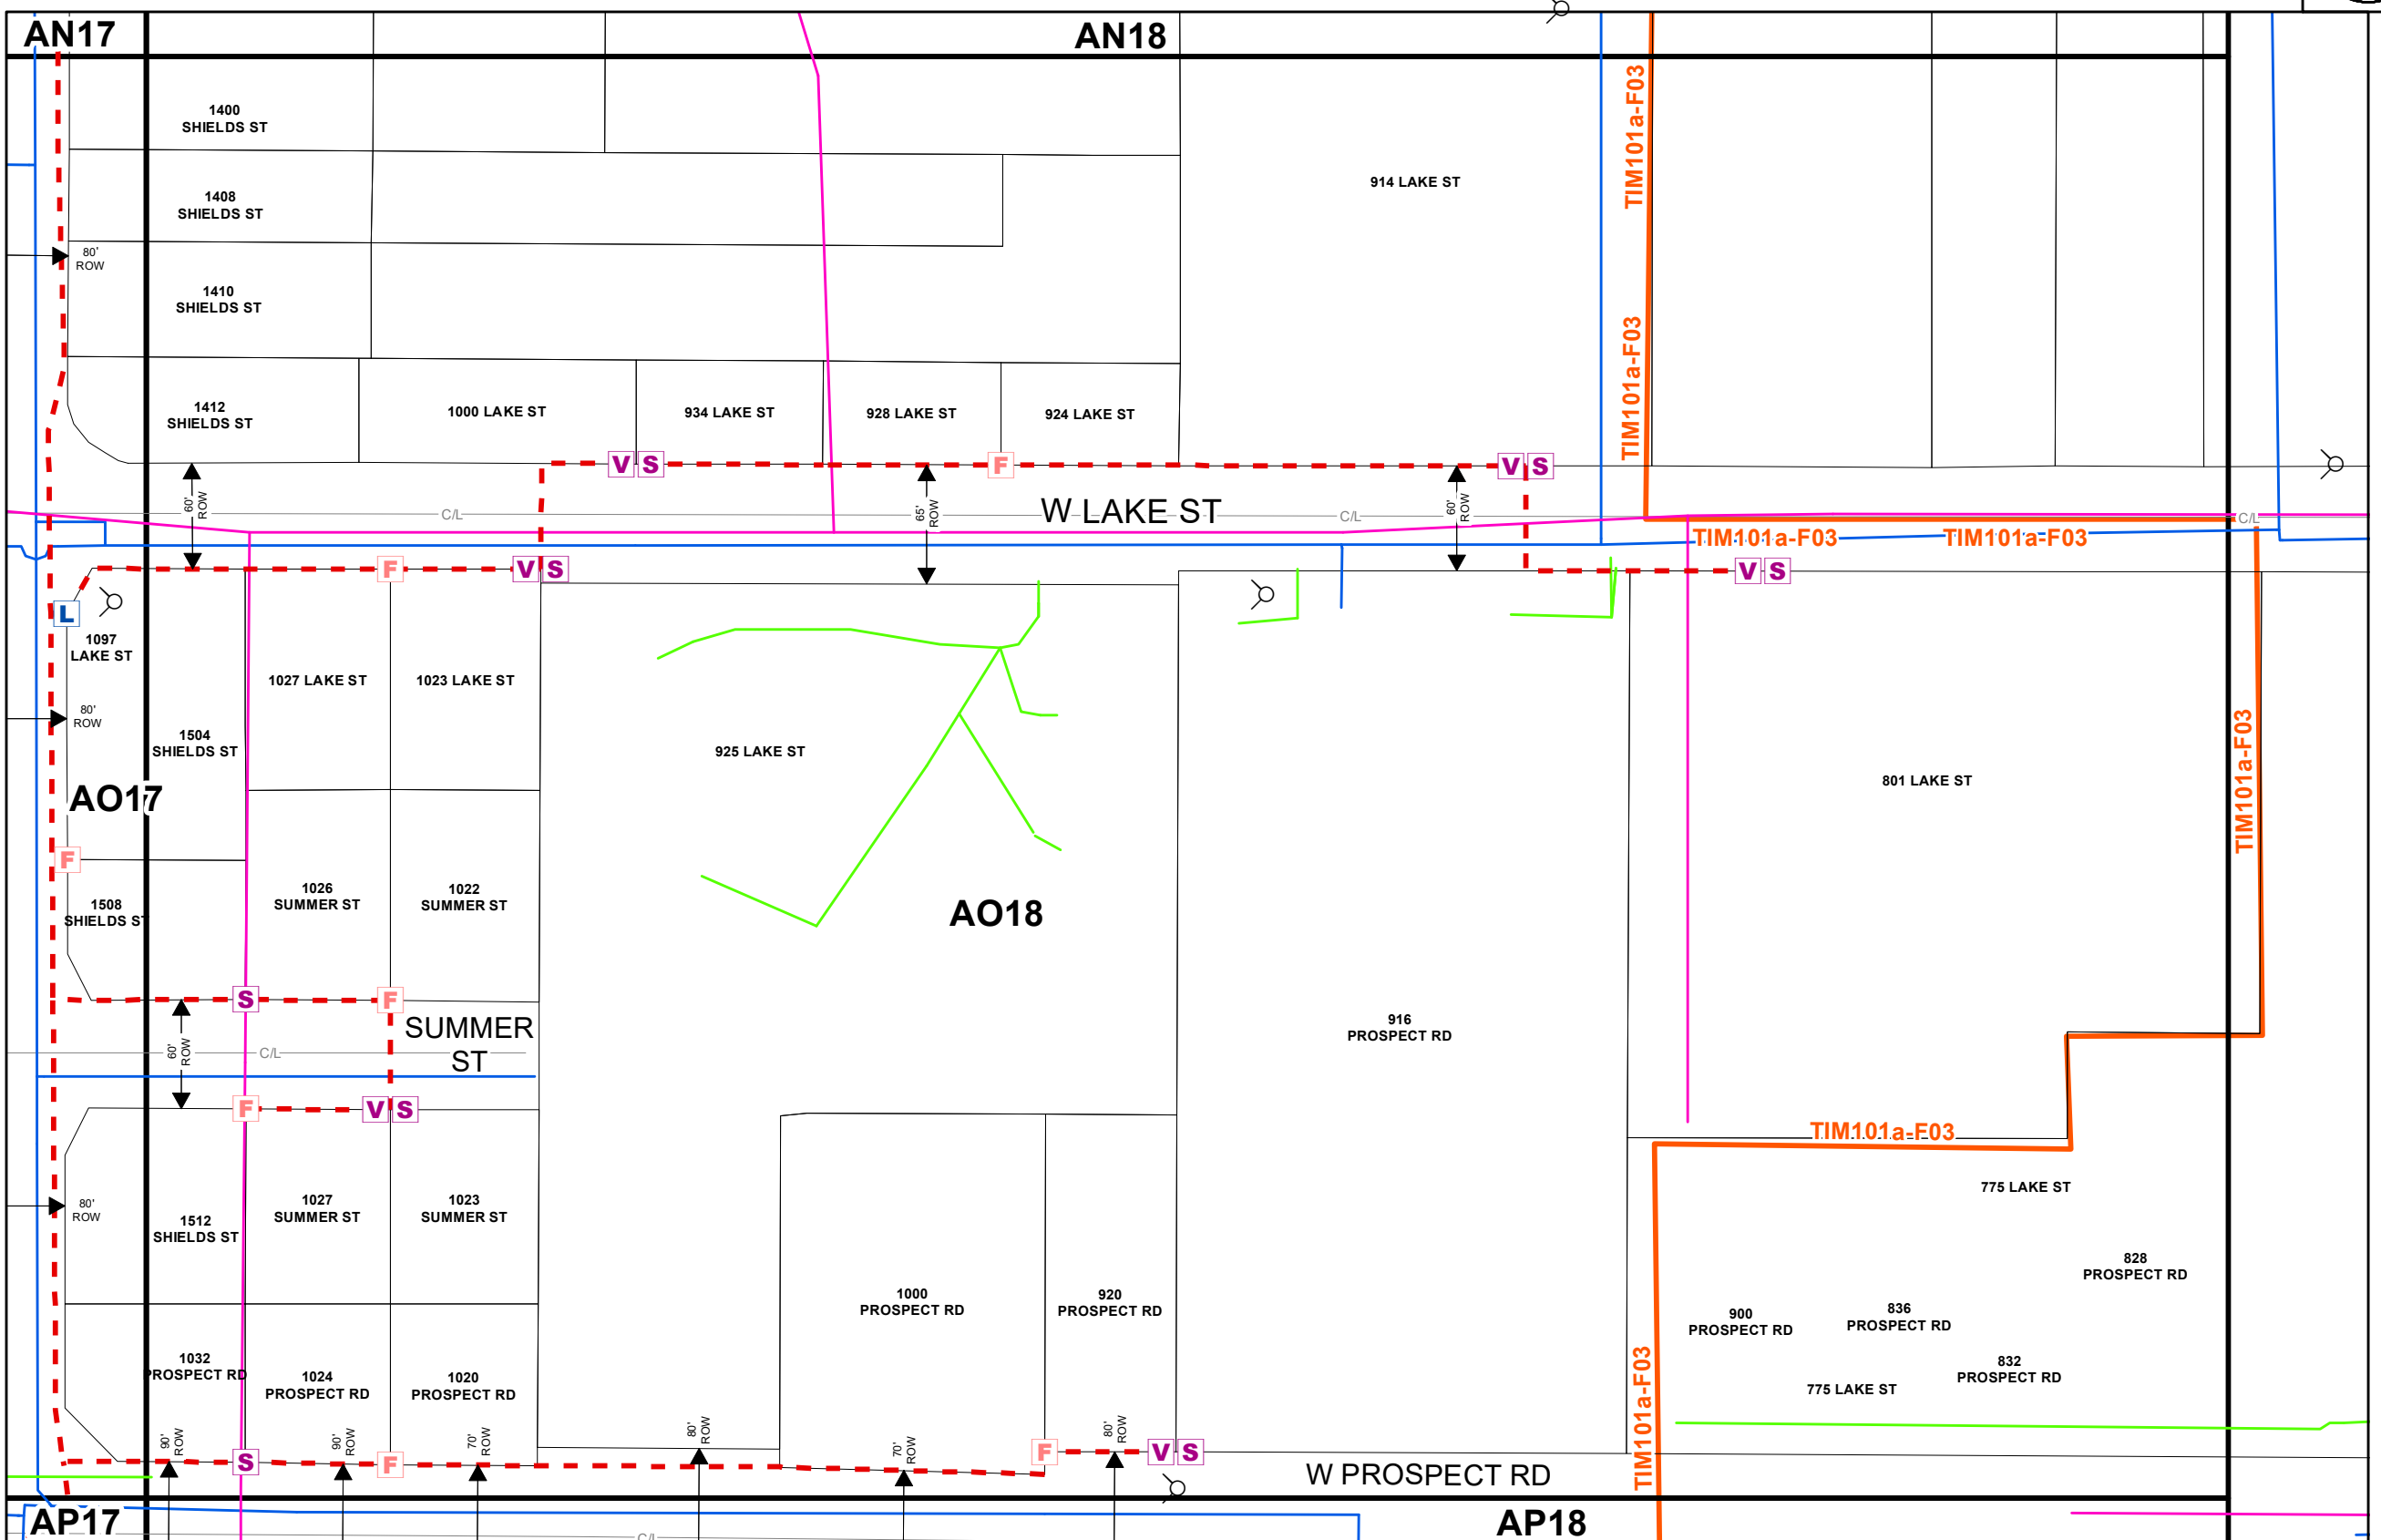 AN17
AN18
1400
SHIELDS ST
1408
SHIELDS ST
914 LAKE ST
TIM101a-F03
80'
ROW
1410
SHIELDS ST
TIM101a-F03
1412
SHIELDS ST
1000 LAKE ST
934 LAKE ST
928 LAKE ST
924 LAKE ST
V S
F
V S
60'
ROW
C/L
65'
ROW
W LAKE ST
C/L
60'
ROW
C/L
TIM101a-F03
TIM101a-F03
F
V S
V S
L
1097
LAKE ST
1027 LAKE ST
1023 LAKE ST
80'
ROW
1504
SHIELDS ST
925 LAKE ST
801 LAKE ST
TIM101a-F03
AO17
F
1508
SHIELDS ST
1026
SUMMER ST
1022
SUMMER ST
AO18
S
F
916
PROSPECT RD
SUMMER
ST
60'
ROW
C/L
F
V S
TIM101a-F03
80'
ROW
1512
SHIELDS ST
1027
SUMMER ST
1023
SUMMER ST
775 LAKE ST
828
PROSPECT RD
1000
PROSPECT RD
920
PROSPECT RD
900
PROSPECT RD
836
PROSPECT RD
1032
PROSPECT RD
1024
PROSPECT RD
1020
PROSPECT RD
832
PROSPECT RD
775 LAKE ST
TIM101a-F03
90'
ROW
90'
ROW
70'
ROW
80'
ROW
70'
ROW
80'
ROW
S
F
F
V S
W PROSPECT RD
AP17
C/L
AP18